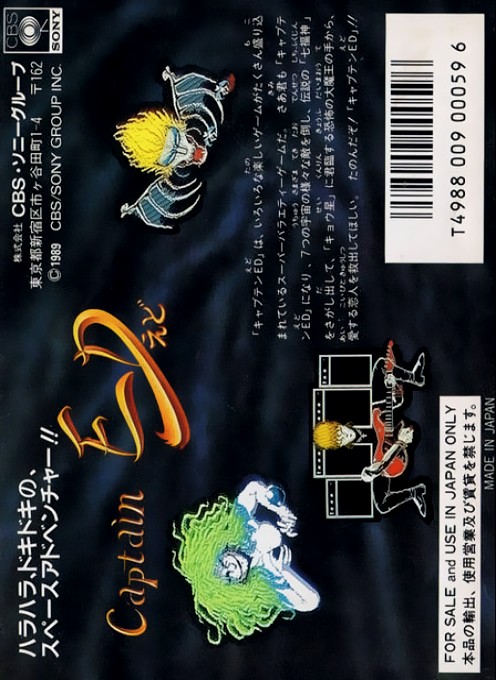 ハラハラ、ドキドキの、
スペースアドベンチャー!!
Captain ED
えど
株式会社 CBS・ソニーグループ
東京都新宿区市ヶ谷田町1-4 〒162
©1989 CBS/SONY GROUP INC.
CBS
SONY
「キャプテンED」は、いろいろな楽しいゲームがたくさん盛り込
まれているスーパーバラエティーゲームだ。さあ君も「キャプテ
ンED」になり、7つの宇宙の様々な敵を倒し、伝説の「七福神」
をさがし出して、「キョウ星」に君臨する恐怖の大魔王の手から、
愛する恋人を救出してほしい。たのんだぞ!「キャプテンED」!!
T4988 009 000596
FOR SALE and USE IN JAPAN ONLY
本品の輸出、使用営業及び賃貸を禁じます。
MADE IN JAPAN